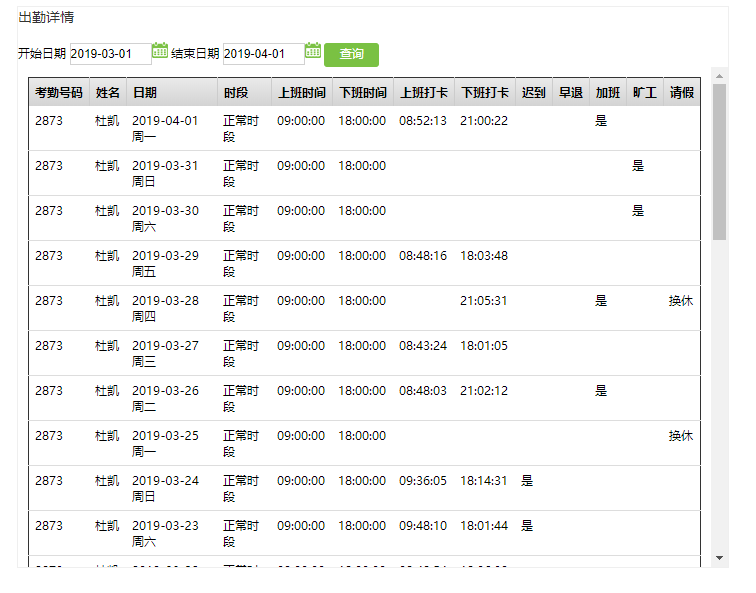 出勤详情
开始日期 2019-03-01 结束日期 2019-04-01 查询
考勤号码 姓名 日期 时段 上班时间 下班时间 上班打卡 下班打卡 迟到 早退 加班 旷工 请假
2873 杜凯 2019-04-01 正常时 09:00:00 18:00:00 08:52:13 21:00:22 是
周一 段
2873 杜凯 2019-03-31 正常时 09:00:00 18:00:00 是
周日 段
2873 杜凯 2019-03-30 正常时 09:00:00 18:00:00 是
周六 段
2873 杜凯 2019-03-29 正常时 09:00:00 18:00:00 08:48:16 18:03:48
周五 段
2873 杜凯 2019-03-28 正常时 09:00:00 18:00:00 21:05:31 是 换休
周四 段
2873 杜凯 2019-03-27 正常时 09:00:00 18:00:00 08:43:24 18:01:05
周三 段
2873 杜凯 2019-03-26 正常时 09:00:00 18:00:00 08:48:03 21:02:12 是
周二 段
2873 杜凯 2019-03-25 正常时 09:00:00 18:00:00 换休
周一 段
2873 杜凯 2019-03-24 正常时 09:00:00 18:00:00 09:36:05 18:14:31 是
周日 段
2873 杜凯 2019-03-23 正常时 09:00:00 18:00:00 09:48:10 18:01:44 是
周六 段